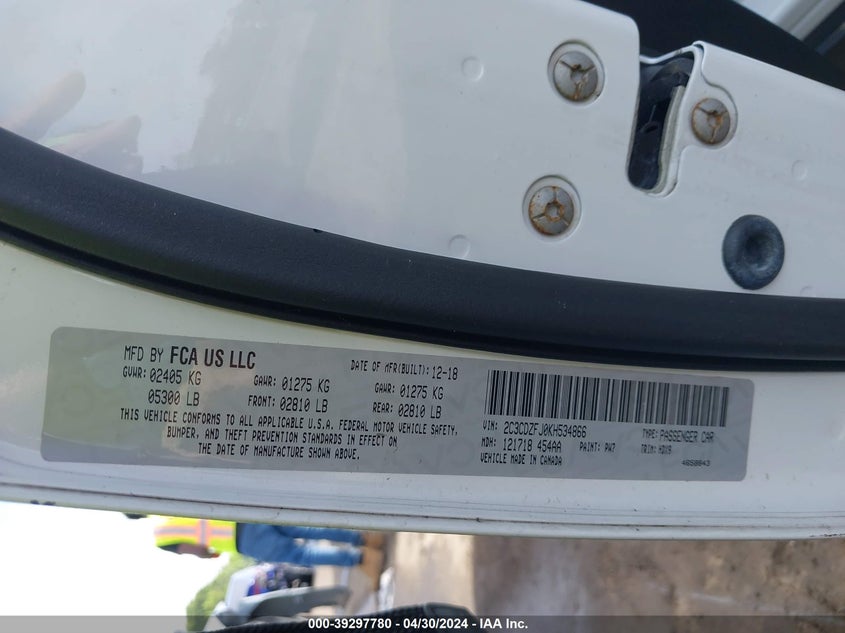 MFD BY FCA US LLC
DATE OF MFR(BUILT): 12-18
GVWR: 02405 KG
GAWR: 01275 KG
GAWR: 01275 KG
05300 LB
FRONT: 02810 LB
REAR: 02810 LB
THIS VEHICLE CONFORMS TO ALL APPLICABLE U.S.A. FEDERAL MOTOR VEHICLE SAFETY,
BUMPER, AND THEFT PREVENTION STANDARDS IN EFFECT ON
THE DATE OF MANUFACTURE SHOWN ABOVE.
VIN: 2C3CDZFJ0KH534866
TYPE: PASSENGER CAR
MDH: 121718 454AA
PAINT: PW7
TRIM: HDX9
VEHICLE MADE IN CANADA
4650843
000-39297780 - 04/30/2024 - IAA Inc.